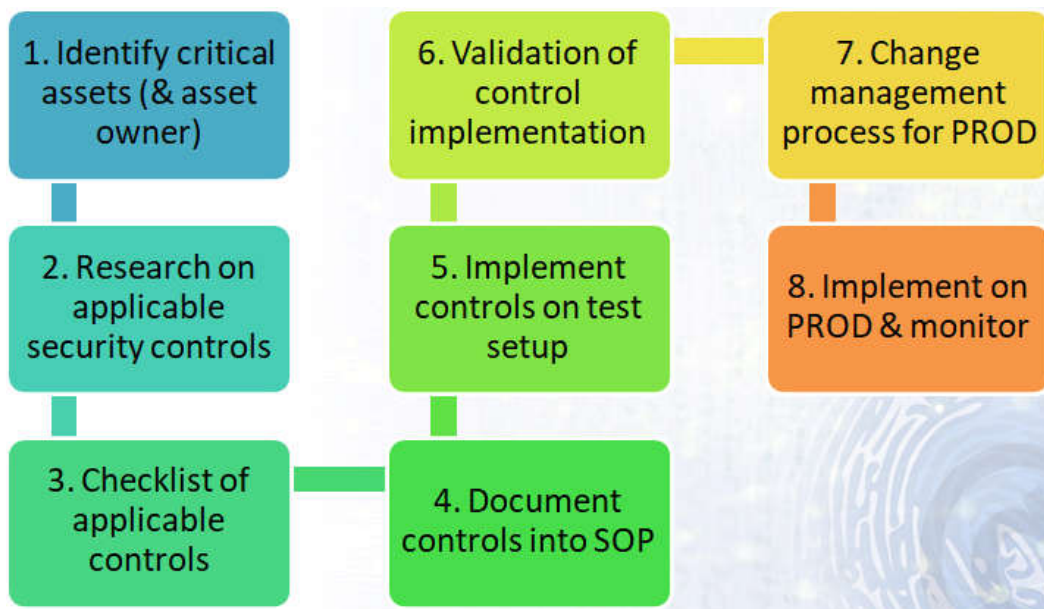 1. Identify critical
assets (& asset
owner)
2. Research on
applicable
security controls
3. Checklist of
applicable
controls
4. Document
controls into SOP
5. Implement
controls on test
setup
6. Validation of
control
implementation
7. Change
management
process for PROD
8. Implement on
PROD & monitor